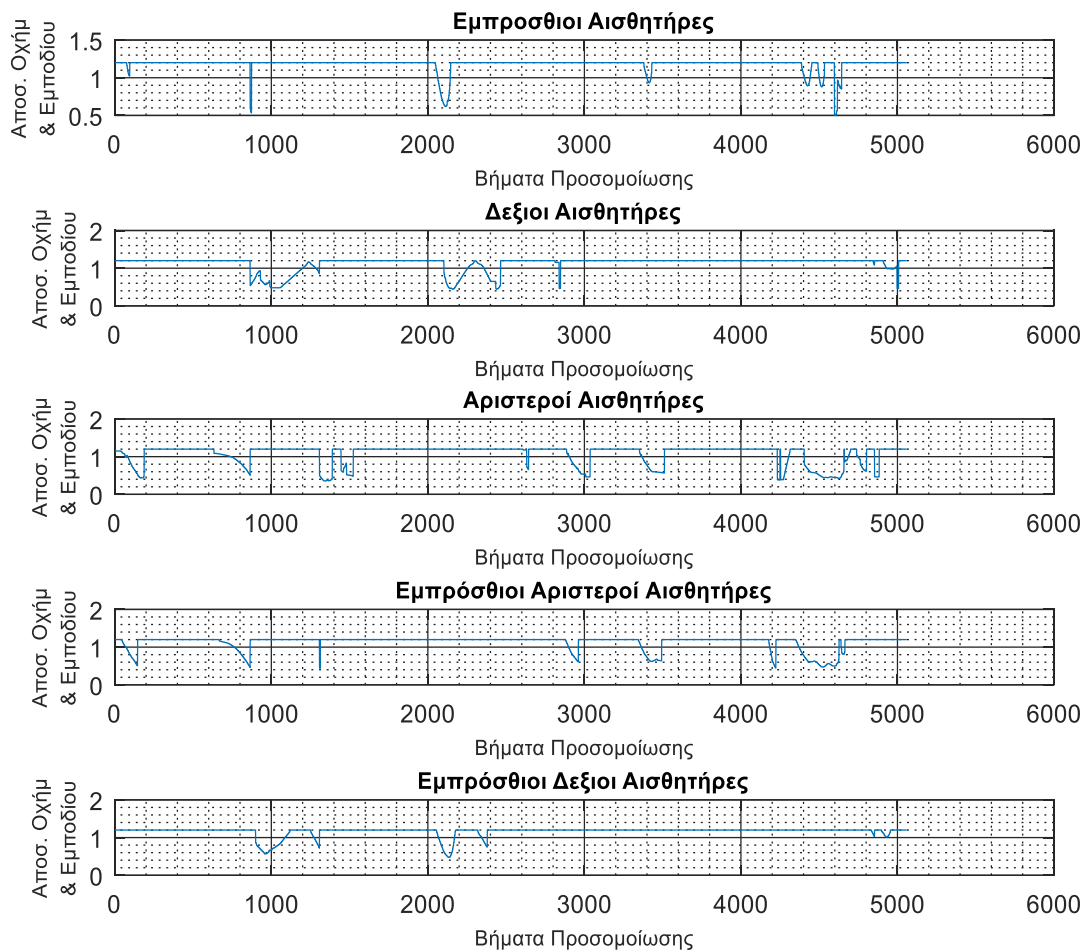 Εμπροσθιοι Αισθητήρες
Αποσ. Οχήμ
& Εμποδίου
1.5
1
0.5
0 1000 2000 3000 4000 5000 6000
Βήματα Προσομοίωσης
Δεξιοι Αισθητήρες
Αποσ. Οχήμ
& Εμποδίου
2
1
0
0 1000 2000 3000 4000 5000 6000
Βήματα Προσομοίωσης
Αριστεροί Αισθητήρες
Αποσ. Οχήμ
& Εμποδίου
2
1
0
0 1000 2000 3000 4000 5000 6000
Βήματα Προσομοίωσης
Εμπρόσθιοι Αριστεροί Αισθητήρες
Αποσ. Οχήμ
& Εμποδίου
2
1
0
0 1000 2000 3000 4000 5000 6000
Βήματα Προσομοίωσης
Εμπρόσθιοι Δεξιοι Αισθητήρες
Αποσ. Οχήμ
& Εμποδίου
2
1
0
0 1000 2000 3000 4000 5000 6000
Βήματα Προσομοίωσης